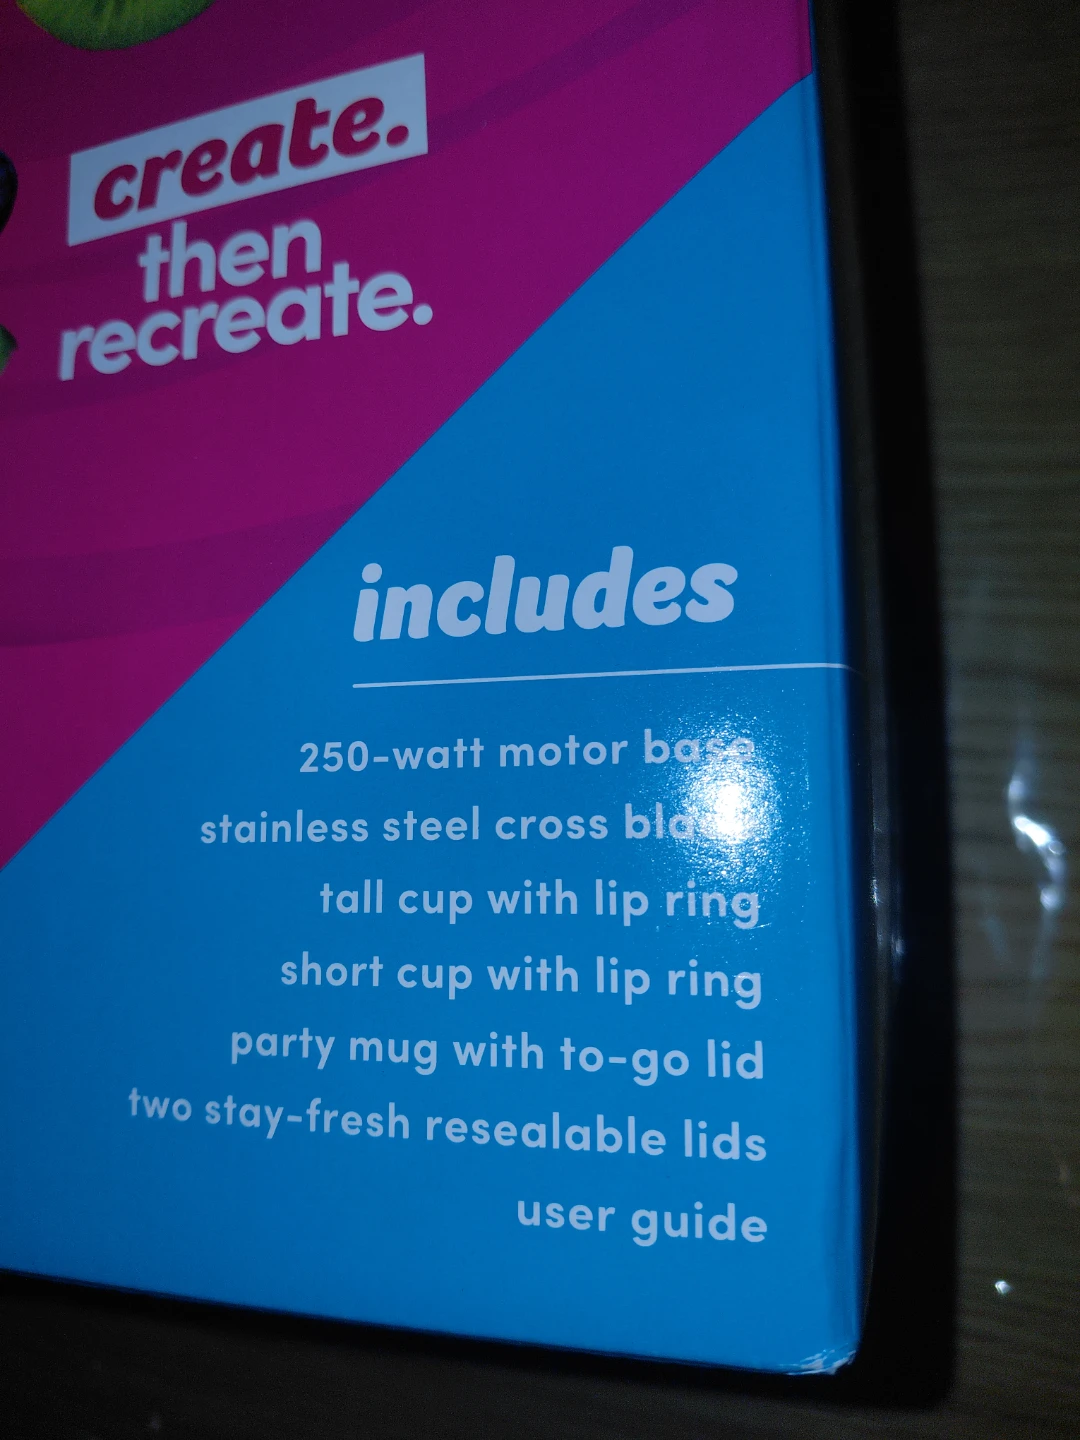 create.
then
recreate.
includes
250-watt motor base
stainless steel cross
tall cup with lip ring
short cup with lip ring
party mug with to-go lid
two stay-fresh resealable lids
user guide